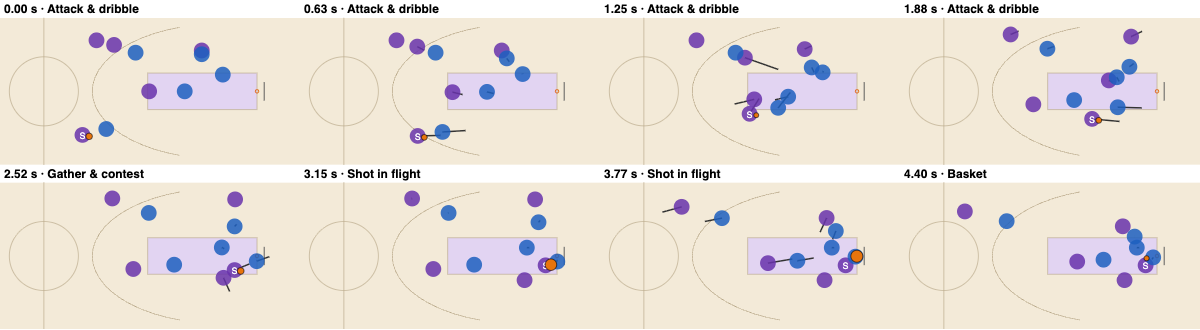 0.00 s · Attack & dribble
0.63 s · Attack & dribble
1.25 s · Attack & dribble
1.88 s · Attack & dribble
S
S
S
S
2.52 s · Gather & contest
3.15 s · Shot in flight
3.77 s · Shot in flight
4.40 s · Basket
S
S
S
S